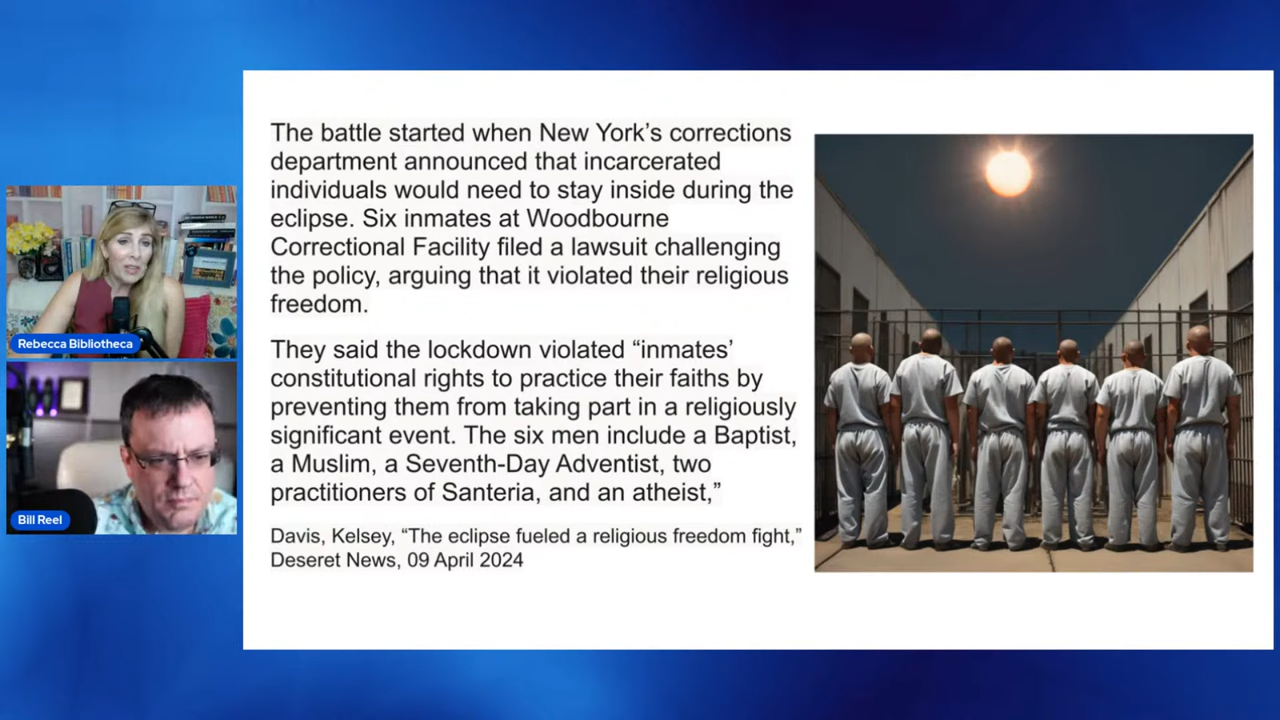 The battle started when New York’s corrections
department announced that incarcerated
individuals would need to stay inside during the
eclipse. Six inmates at Woodbourne
Correctional Facility filed a lawsuit challenging
the policy, arguing that it violated their religious
freedom.
They said the lockdown violated “inmates’
constitutional rights to practice their faiths by
preventing them from taking part in a religiously
significant event. The six men include a Baptist,
a Muslim, a Seventh-Day Adventist, two
practitioners of Santeria, and an atheist,”
Davis, Kelsey, “The eclipse fueled a religious freedom fight,”
Deseret News, 09 April 2024
Rebecca Bibliotheca
Bill Reel